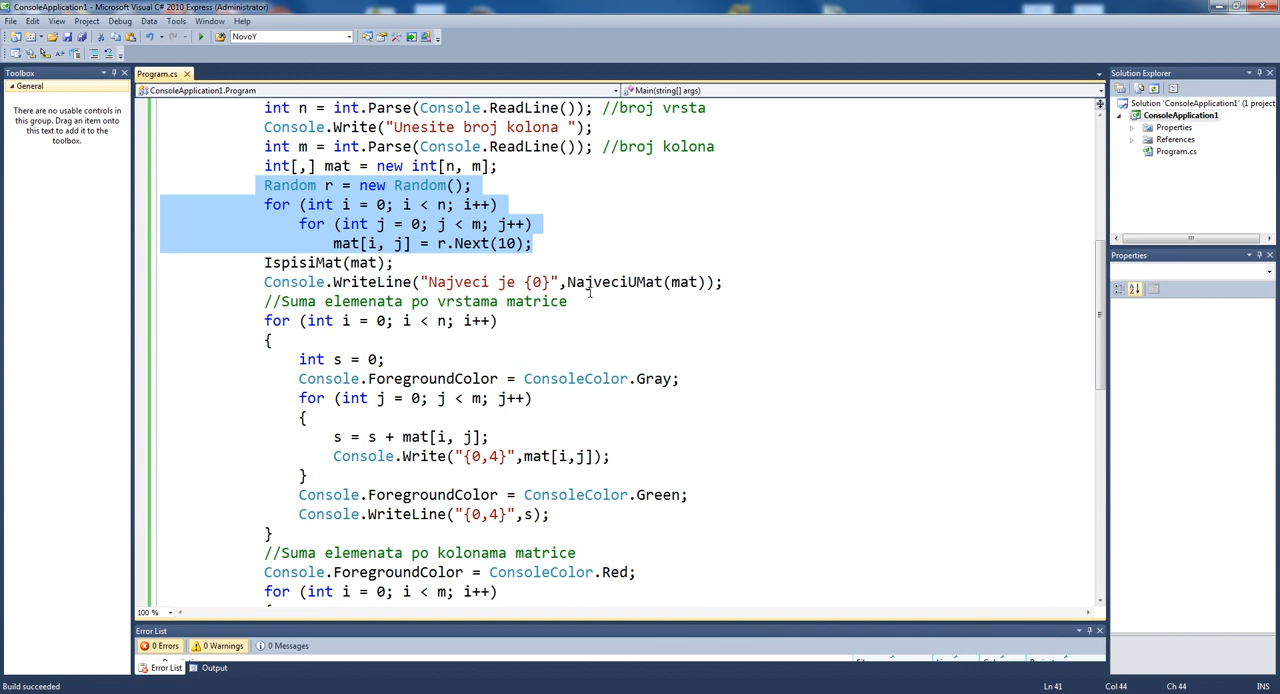 ConsoleApplication1 - Microsoft Visual C# 2010 Express (Administrator)
File Edit View Project Debug Data Tools Window Help
NovoY
Toolbox
General
There are no usable controls in
this group. Drag an item onto
this text to add it to the
toolbox.
Program.cs
ConsoleApplication1.Program
Main(string[] args)
int n = int.Parse(Console.ReadLine()); //broj vrsta
Console.Write("Unesite broj kolona ");
int m = int.Parse(Console.ReadLine()); //broj kolona
int[,] mat = new int[n, m];
Random r = new Random();
for (int i = 0; i < n; i++)
for (int j = 0; j < m; j++)
mat[i, j] = r.Next(10);
IspisiMat(mat);
Console.WriteLine("Najveci je {0}",NajveciUMat(mat));
//Suma elemenata po vrstama matrice
for (int i = 0; i < n; i++)
{
int s = 0;
Console.ForegroundColor = ConsoleColor.Gray;
for (int j = 0; j < m; j++)
{
s = s + mat[i, j];
Console.Write("{0,4}",mat[i,j]);
}
Console.ForegroundColor = ConsoleColor.Green;
Console.WriteLine("{0,4}",s);
}
//Suma elemenata po kolonama matrice
Console.ForegroundColor = ConsoleColor.Red;
for (int i = 0; i < m; i++)
100 %
Solution Explorer
Solution 'ConsoleApplication1' (1 project
ConsoleApplication1
Properties
References
Program.cs
Properties
Error List
0 Errors 0 Warnings 0 Messages
Error List Output
Build succeeded Ln 41 Col 44 Ch 44 INS